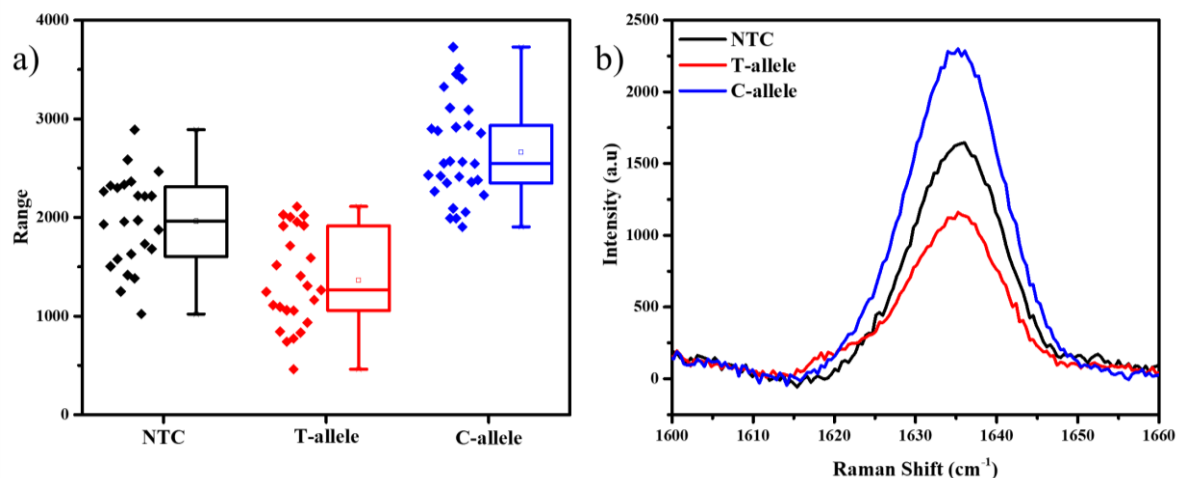 a)
4000
3000
2000
1000
0
Range
NTC
T-allele
C-allele
b)
NTC
T-allele
C-allele
2500
2000
1500
1000
500
0
Intensity (a.u)
1600
1610
1620
1630
1640
1650
1660
Raman Shift (cm⁻¹)